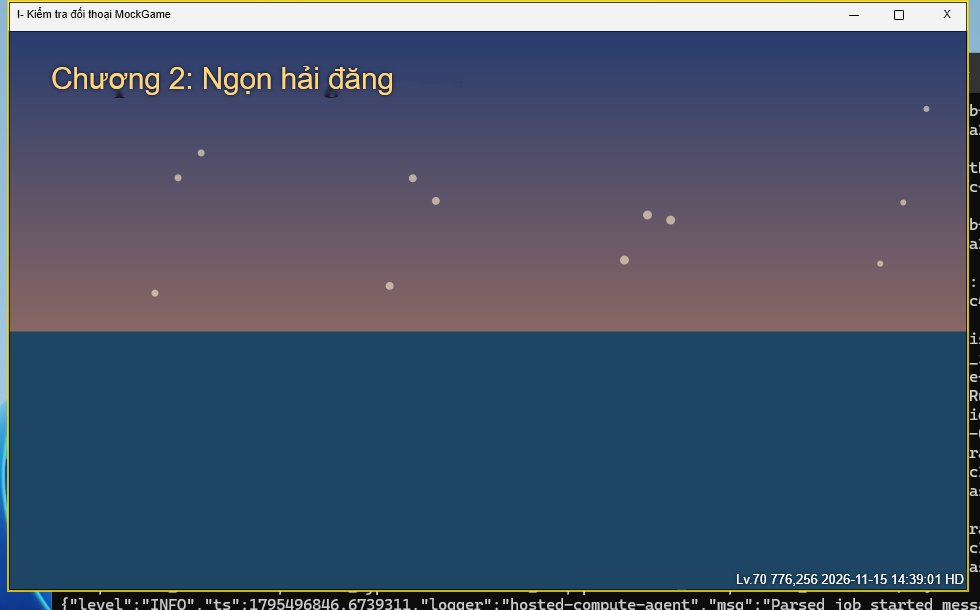 I- Kiểm tra đối thoại MockGame
X
Chương 2: Ngọn hải đăng
Lv.70 776,256 2026-11-15 14:39:01 HD
{"level":"INFO","ts":1795496846.6739311,"logger":"hosted-compute-agent","msg":"Parsed job started mes